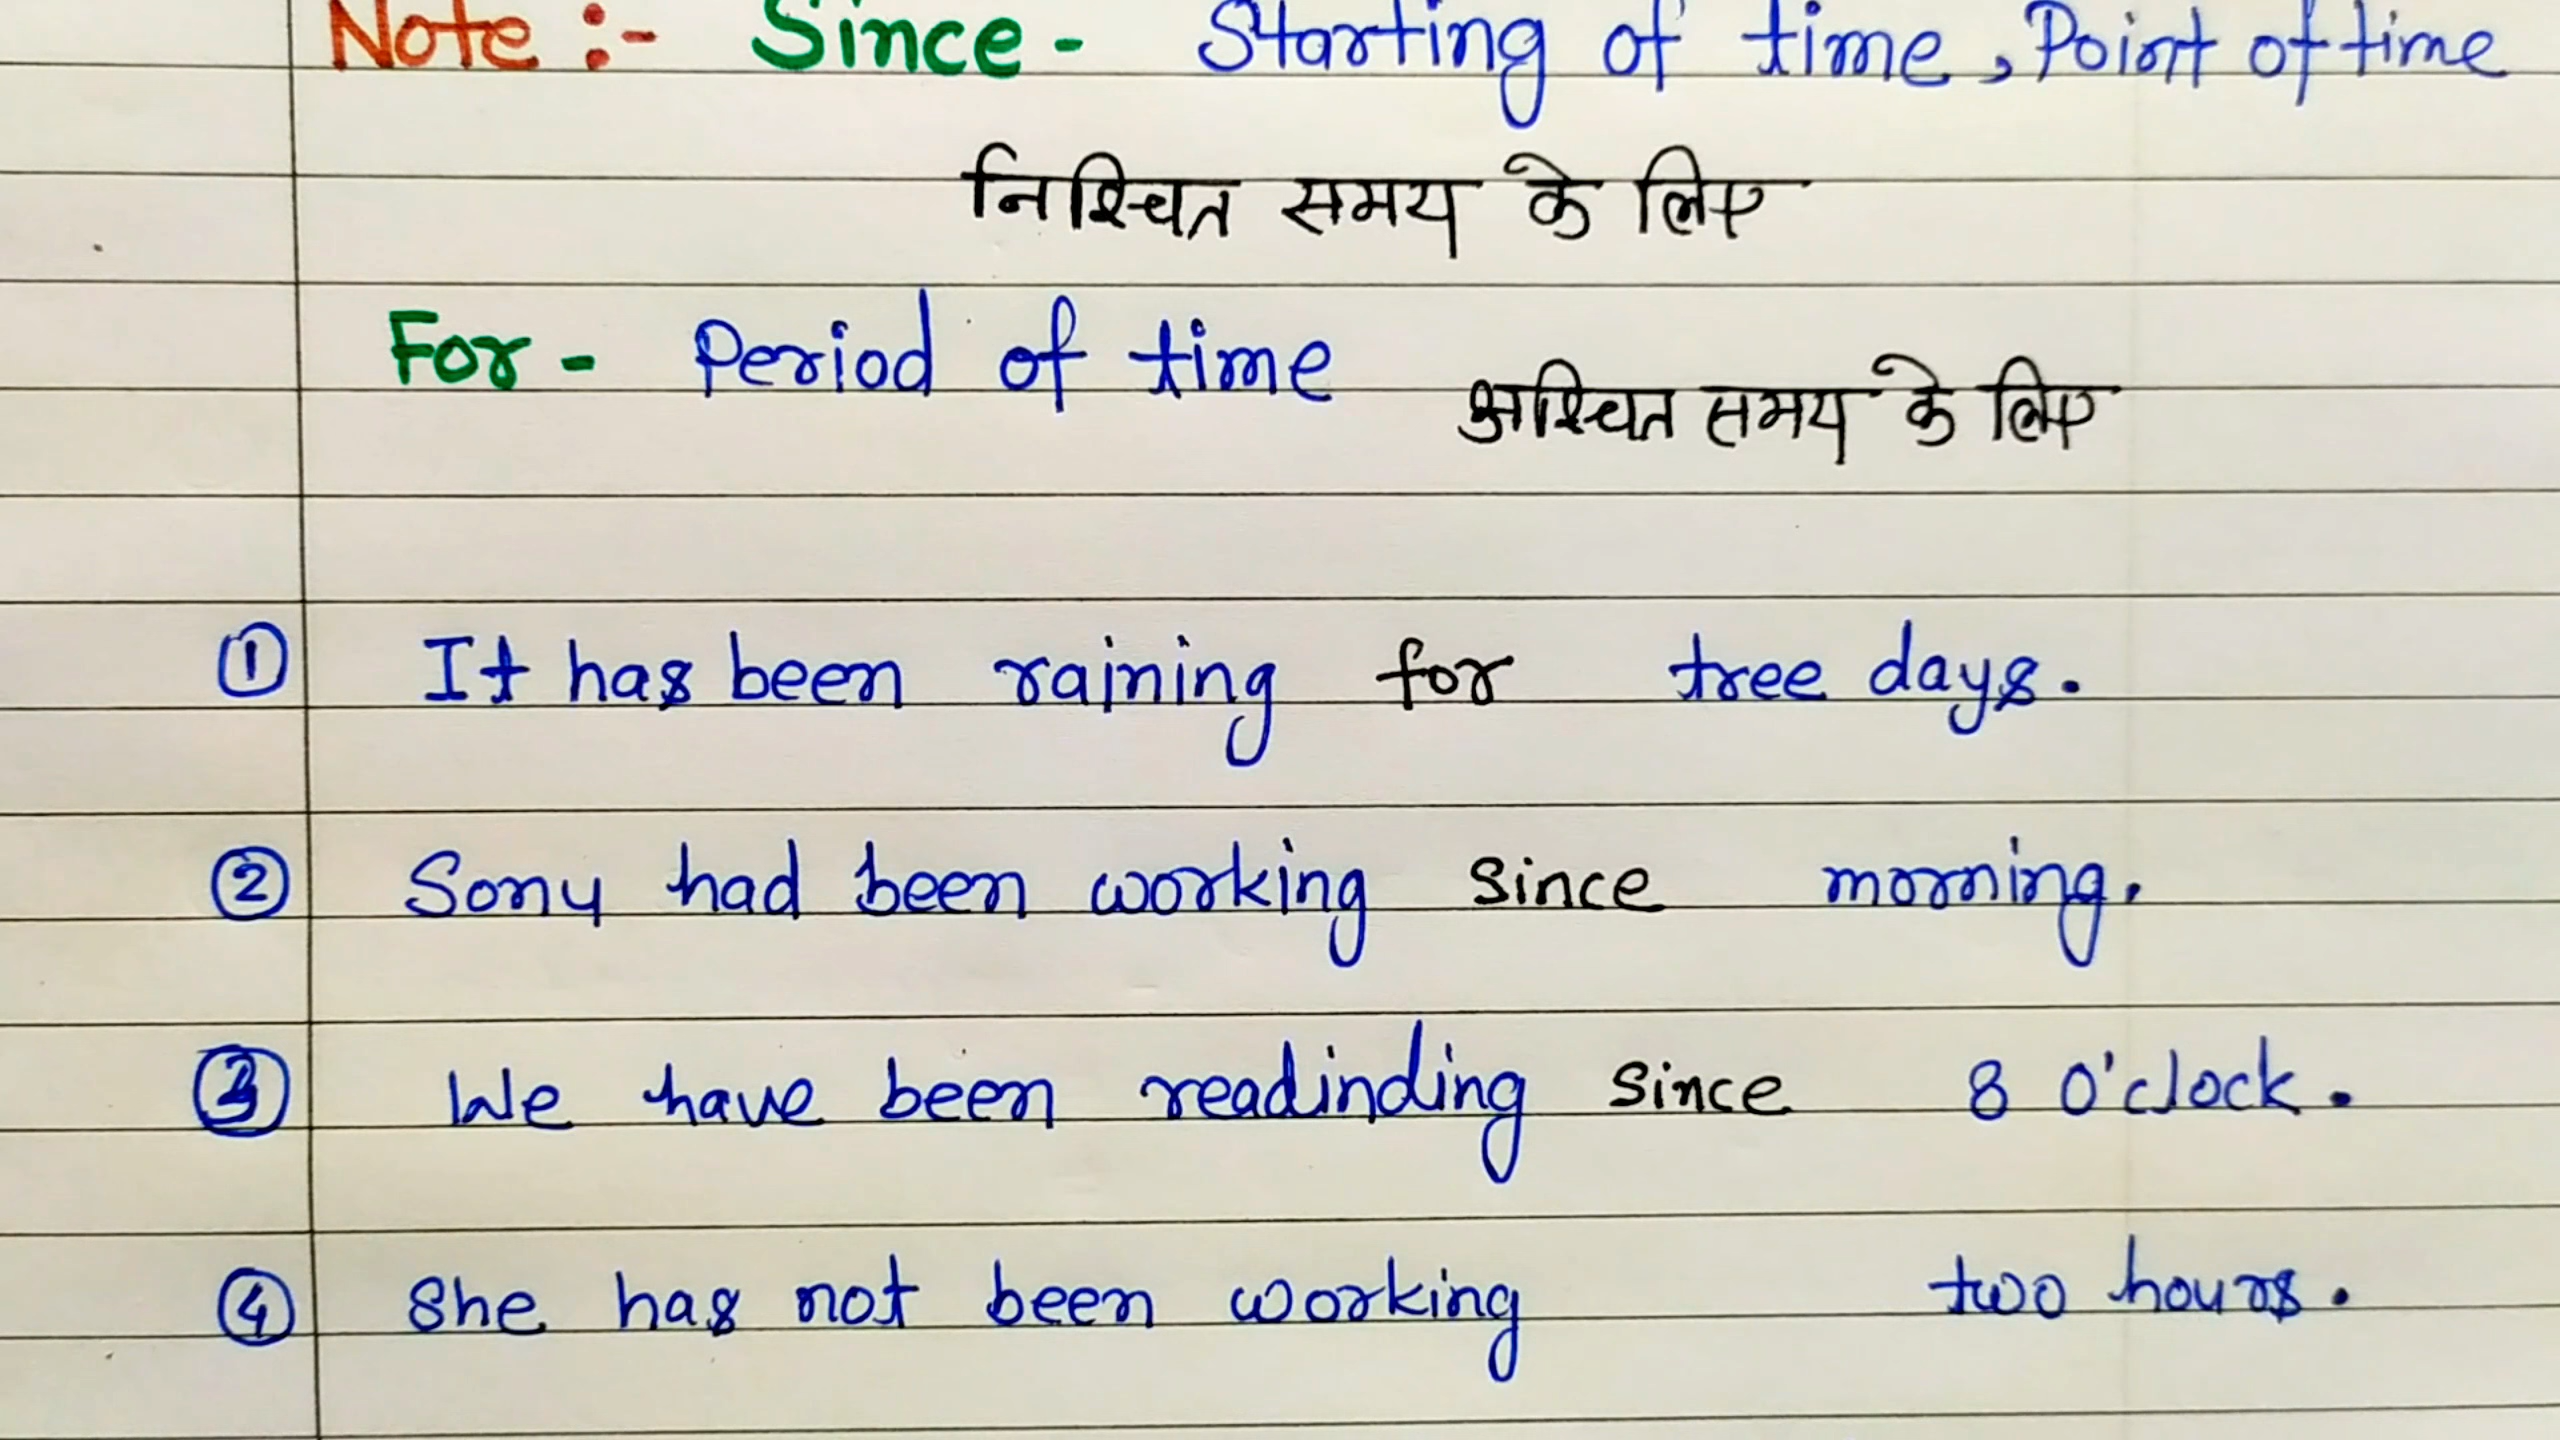 Note :- Since - Starting of time, Point of time
निश्चित समय के लिए
For - Period of time अश्चित समय के लिए
① It has been raining for tree days.
② Sony had been working since morning.
③ We have been readinding since 8 O'clock.
④ She has not been working two hours.